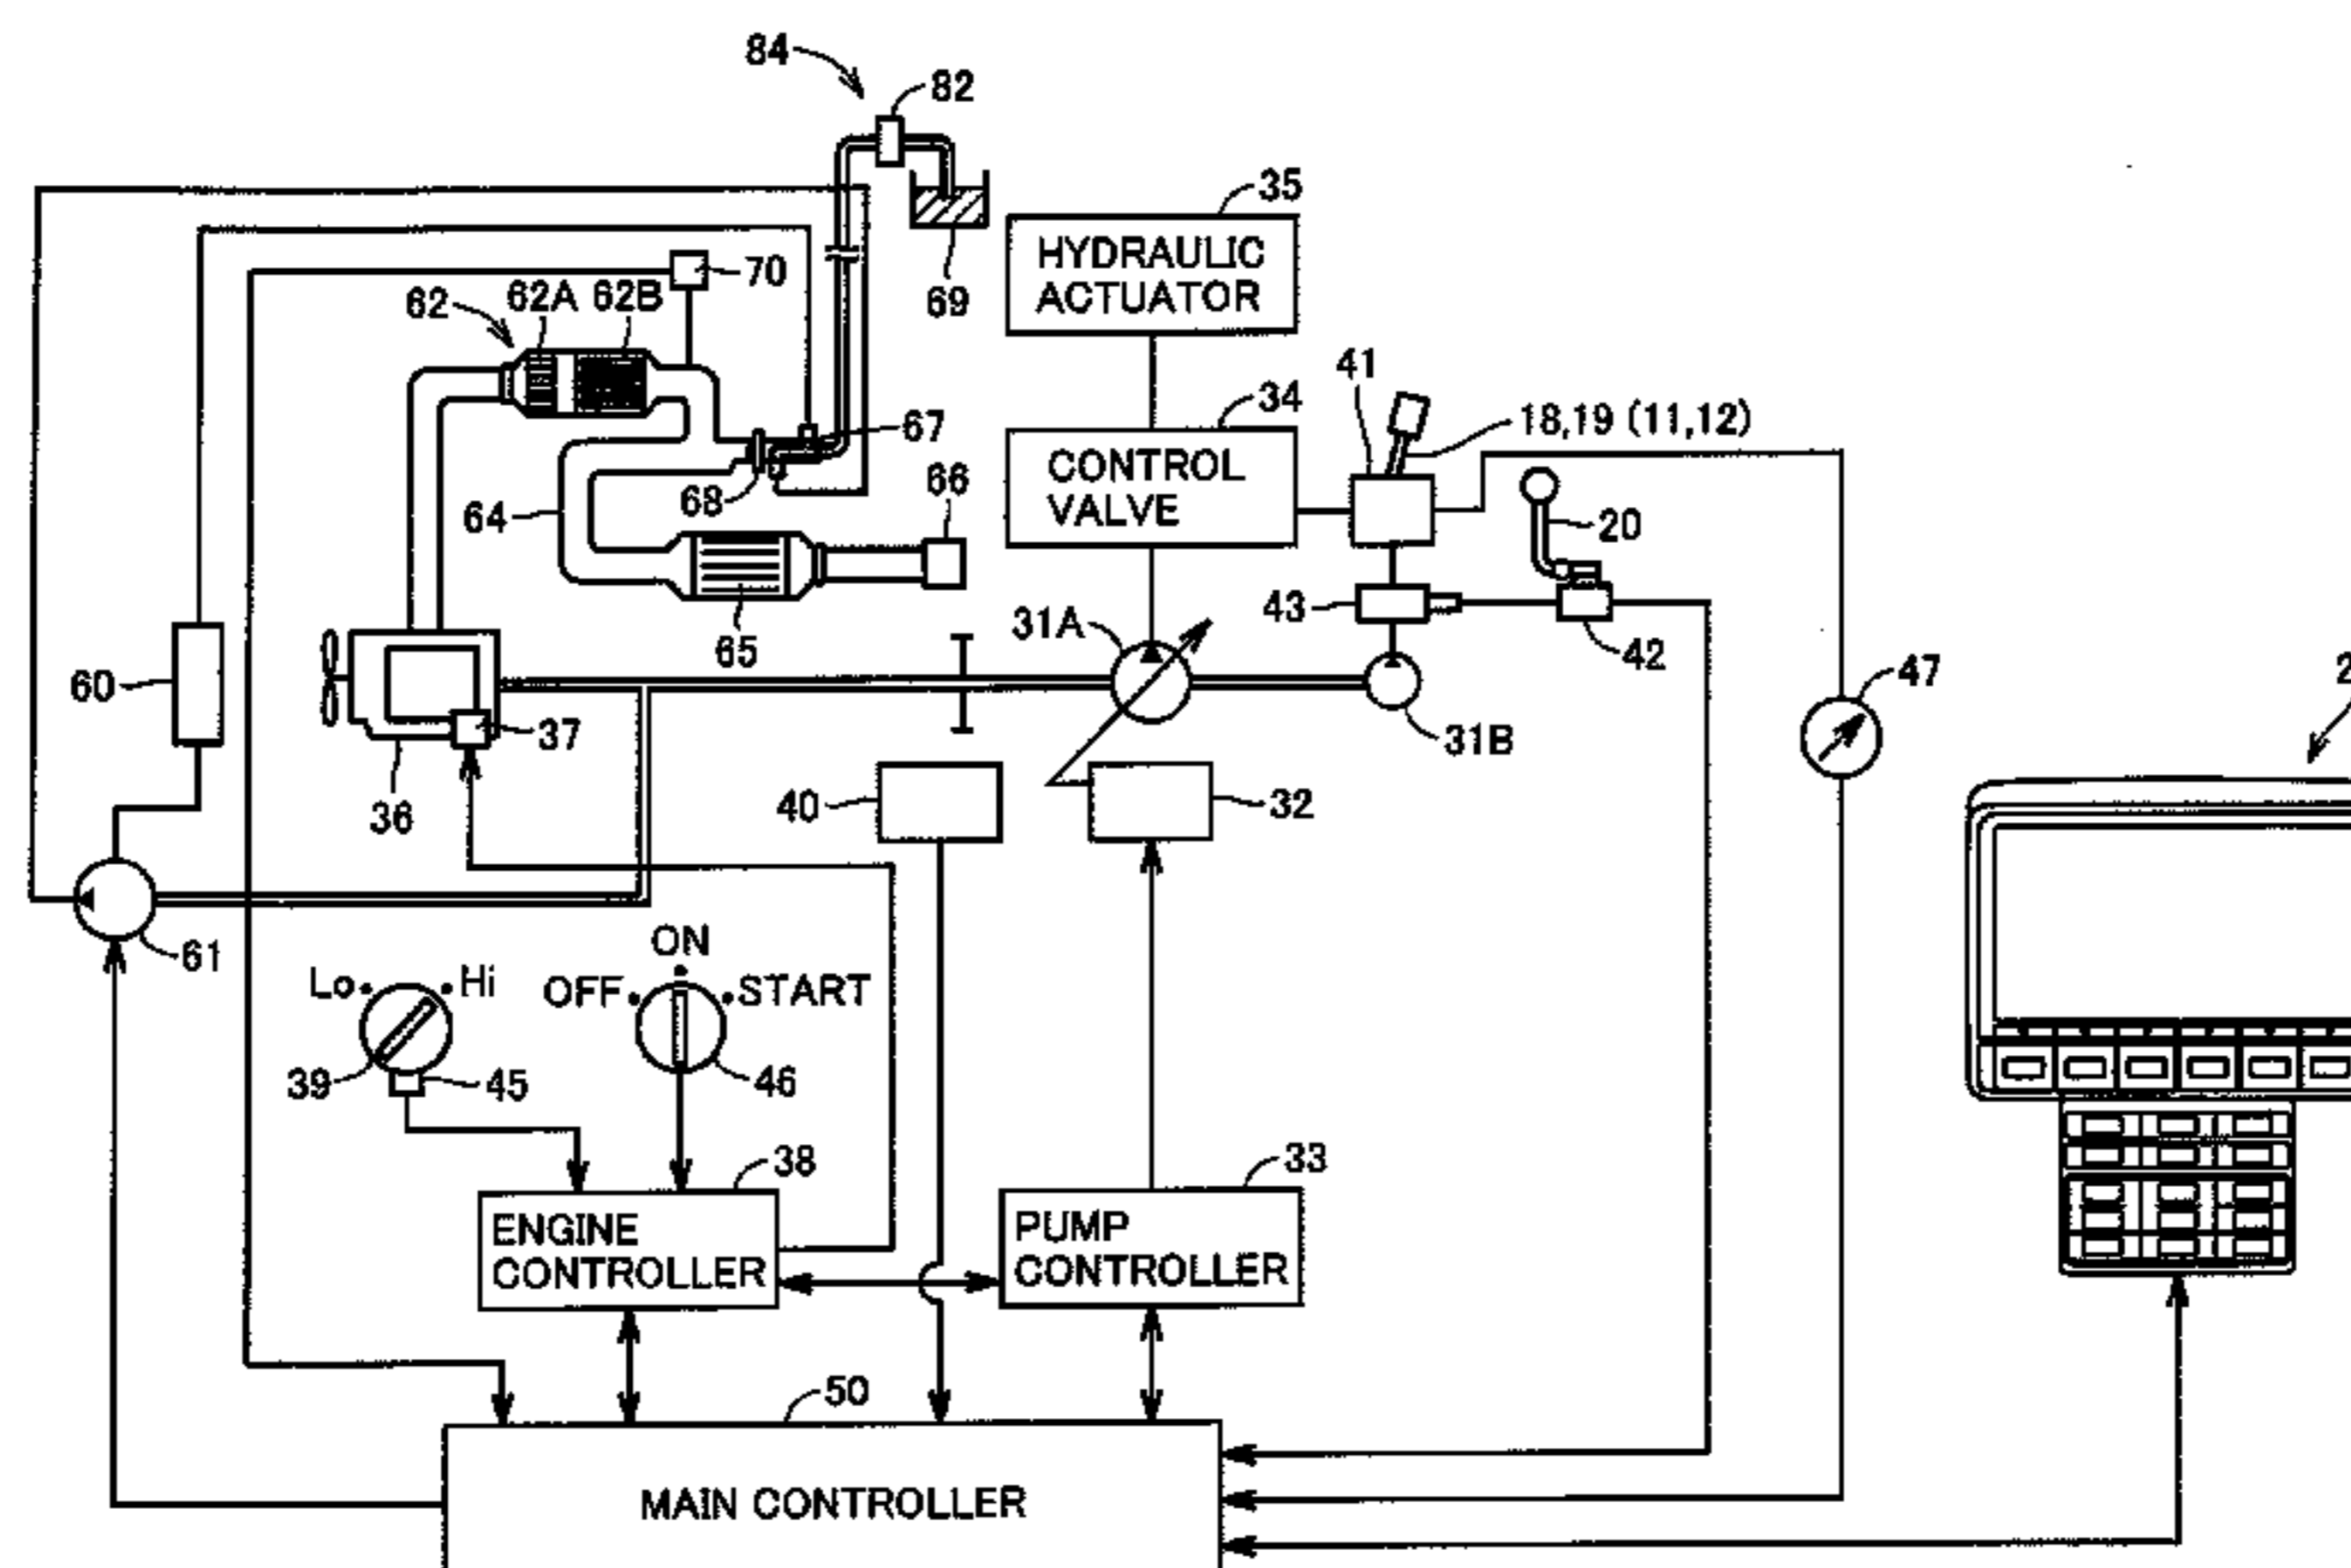 84
82
35
HYDRAULIC
ACTUATOR
70
69
62
62A
62B
41
34
18,19 (11,12)
67
CONTROL
VALVE
66
68
64
20
43
31A
65
42
60
47
2
37
31B
36
40
32
61
ON
Lo
Hi
OFF
START
39
45
46
38
33
ENGINE
CONTROLLER
PUMP
CONTROLLER
50
MAIN CONTROLLER